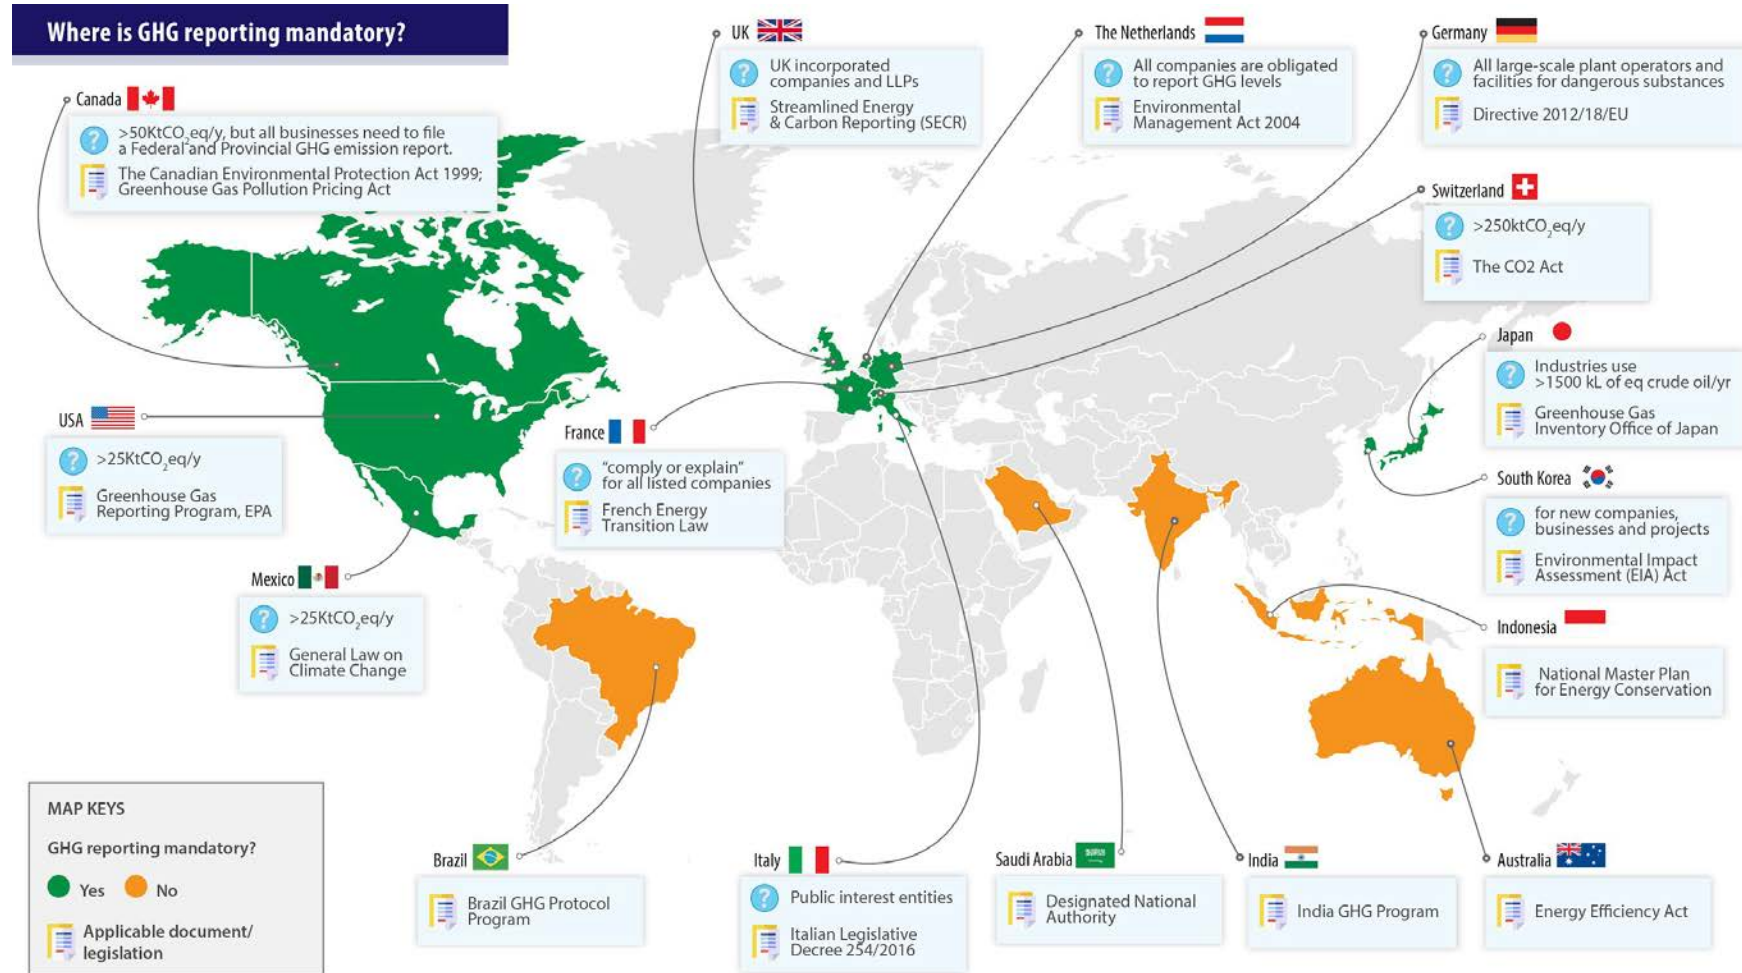 Where is GHG reporting mandatory?
Canada
>50KtCO₂eq/y, but all businesses need to file
a Federal and Provincial GHG emission report.
The Canadian Environmental Protection Act 1999;
Greenhouse Gas Pollution Pricing Act
UK
UK incorporated
companies and LLPs
Streamlined Energy
& Carbon Reporting (SECR)
The Netherlands
All companies are obligated
to report GHG levels
Environmental
Management Act 2004
Germany
All large-scale plant operators and
facilities for dangerous substances
Directive 2012/18/EU
Switzerland
>250ktCO₂eq/y
The CO2 Act
Japan
Industries use
>1500 kL of eq crude oil/yr
Greenhouse Gas
Inventory Office of Japan
USA
>25KtCO₂eq/y
Greenhouse Gas
Reporting Program, EPA
France
"comply or explain"
for all listed companies
French Energy
Transition Law
South Korea
for new companies,
businesses and projects
Environmental Impact
Assessment (EIA) Act
Mexico
>25KtCO₂eq/y
General Law on
Climate Change
Indonesia
National Master Plan
for Energy Conservation
MAP KEYS
GHG reporting mandatory?
Yes
No
Applicable document/
legislation
Brazil
Brazil GHG Protocol
Program
Italy
Public interest entities
Italian Legislative
Decree 254/2016
Saudi Arabia
Designated National
Authority
India
India GHG Program
Australia
Energy Efficiency Act